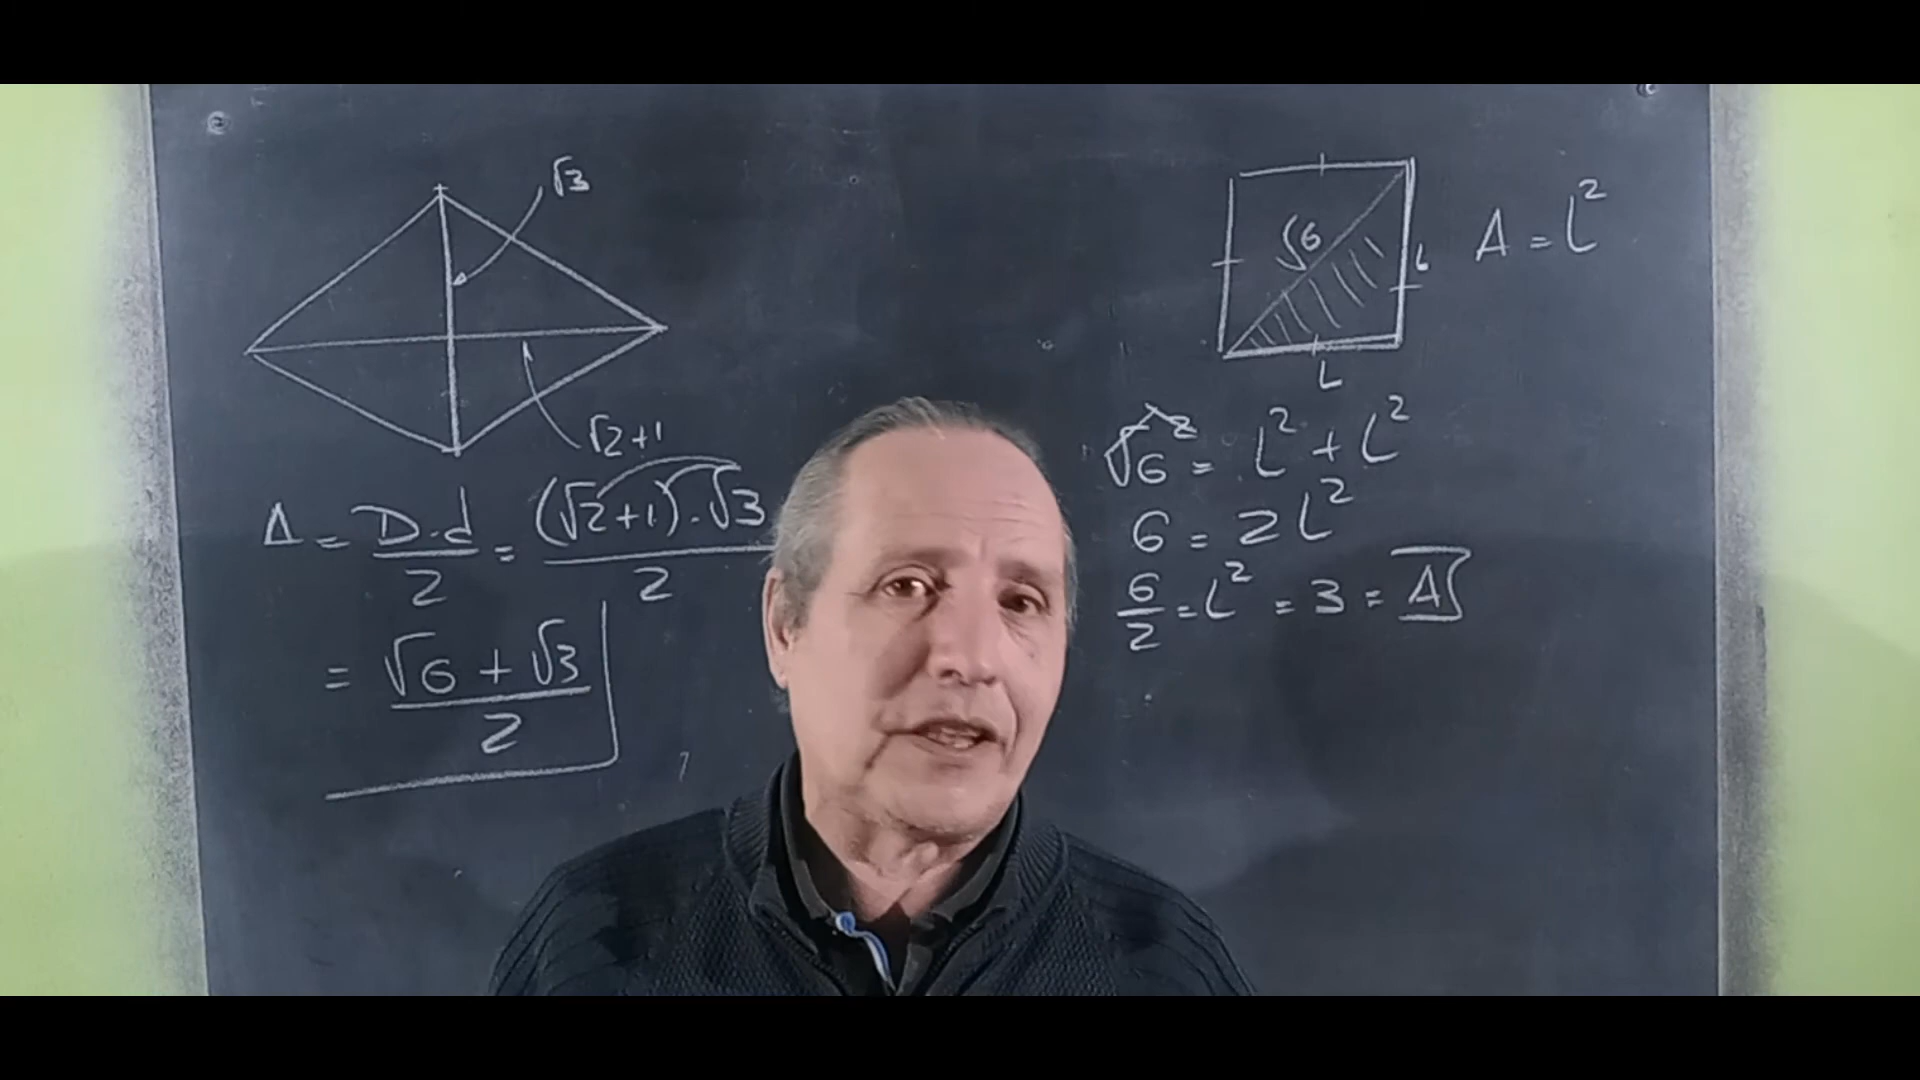 √3
√2+1
A = D·d/2 = (√2+1)·√3/2
= √6 + √3/2
√6
L
L
A = L²
√6² = L² + L²
6 = 2L²
6/2 = L² = 3 = A